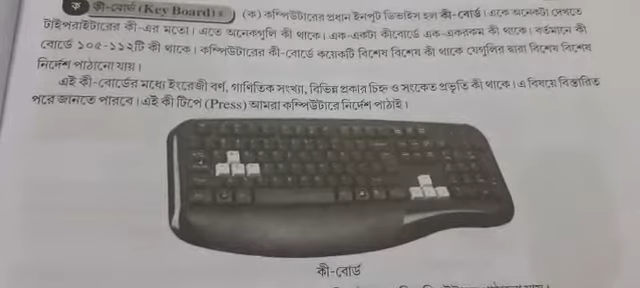 ক কী-বোর্ড (Key Board) : (ক) কম্পিউটারের প্রধান ইনপুট ডিভাইস হল কী-বোর্ড। একে অনেকটা দেখতে
টাইপরাইটারের কী-এর মতো। এতে অনেকগুলি কী থাকে। এক-একটা কীবোর্ডে এক-একরকম কী থাকে। বর্তমানে কী
বোর্ডে ১০৫-১১২টি কী থাকে। কম্পিউটারের কী-বোর্ডে কয়েকটি বিশেষ বিশেষ কী থাকে যেগুলির দ্বারা বিশেষ বিশেষ
নির্দেশ পাঠানো যায়।
এই কী-বোর্ডের মধ্যে ইংরেজী বর্ণ, গাণিতিক সংখ্যা, বিভিন্ন প্রকার চিহ্ন ও সংকেত প্রভৃতি কী থাকে। এ বিষয়ে বিস্তারিত
পরে জানতে পারবে। এই কী টিপে (Press) আমরা কম্পিউটারে নির্দেশ পাঠাই।
কী-বোর্ড